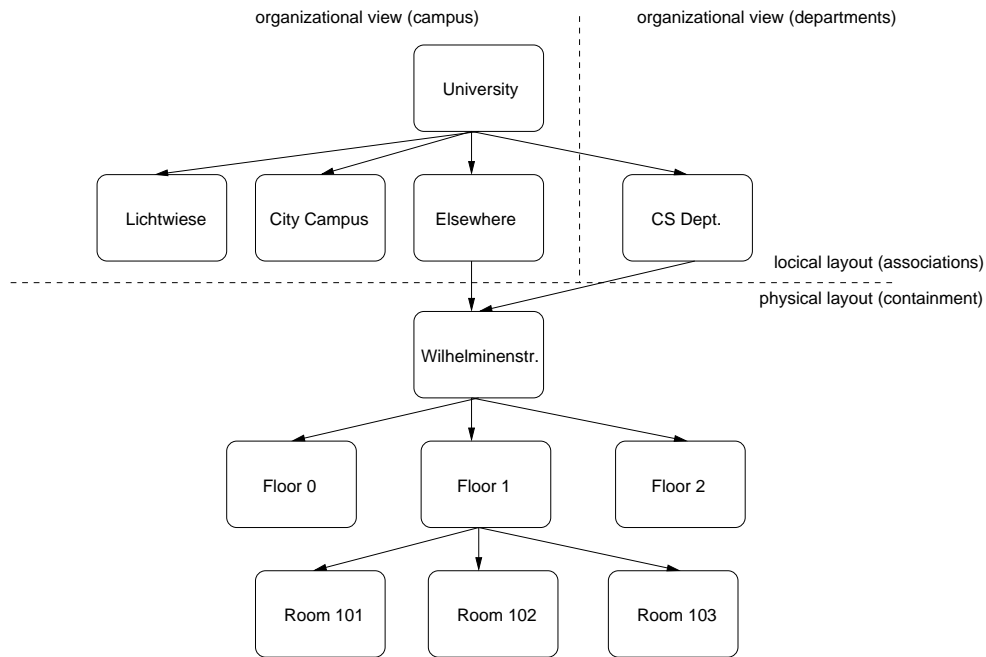 organizational view (campus)
organizational view (departments)
University
Lichtwiese
City Campus
Elsewhere
CS Dept.
locical layout (associations)
physical layout (containment)
Wilhelminenstr.
Floor 0
Floor 1
Floor 2
Room 101
Room 102
Room 103